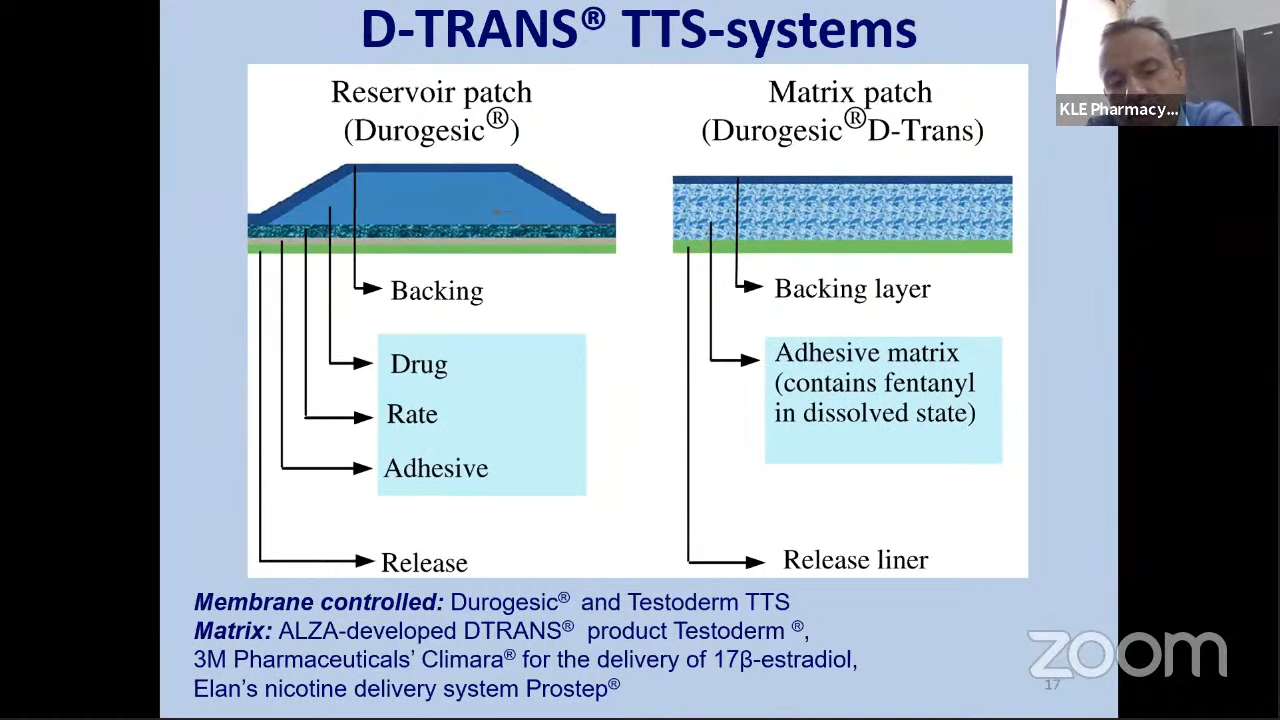 D-TRANS® TTS-systems
KLE Pharmacy...
Reservoir patch
(Durogesic®)
Backing
Drug
Rate
Adhesive
Release
Matrix patch
(Durogesic®D-Trans)
Backing layer
Adhesive matrix
(contains fentanyl
in dissolved state)
Release liner
Membrane controlled: Durogesic® and Testoderm TTS
Matrix: ALZA-developed DTRANS® product Testoderm ®,
3M Pharmaceuticals’ Climara® for the delivery of 17β-estradiol,
Elan’s nicotine delivery system Prostep®
zoom
17